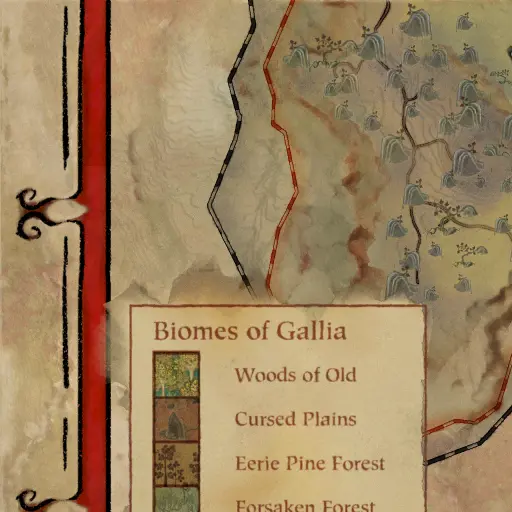 Biomes of Gallia
Woods of Old
Cursed Plains
Eerie Pine Forest
Forsaken Forest